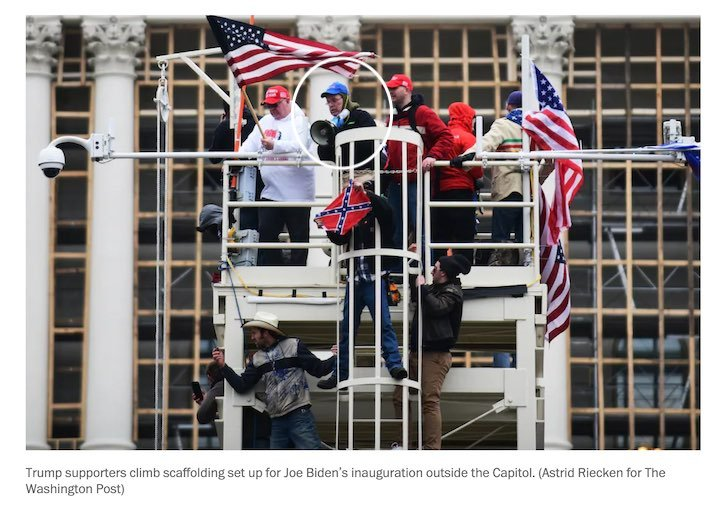 Trump supporters climb scaffolding set up for Joe Biden's inauguration outside the Capitol. (Astrid Riecken for The
Washington Post)